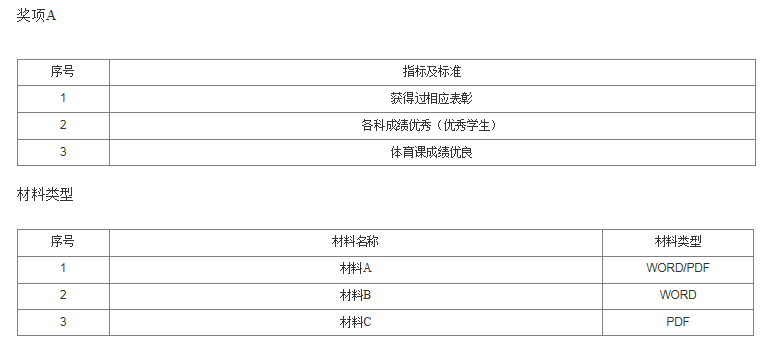 奖项A
序号 指标及标准
1 获得过相应表彰
2 各科成绩优秀（优秀学生）
3 体育课成绩优良
材料类型
序号 材料名称 材料类型
1 材料A WORD/PDF
2 材料B WORD
3 材料C PDF